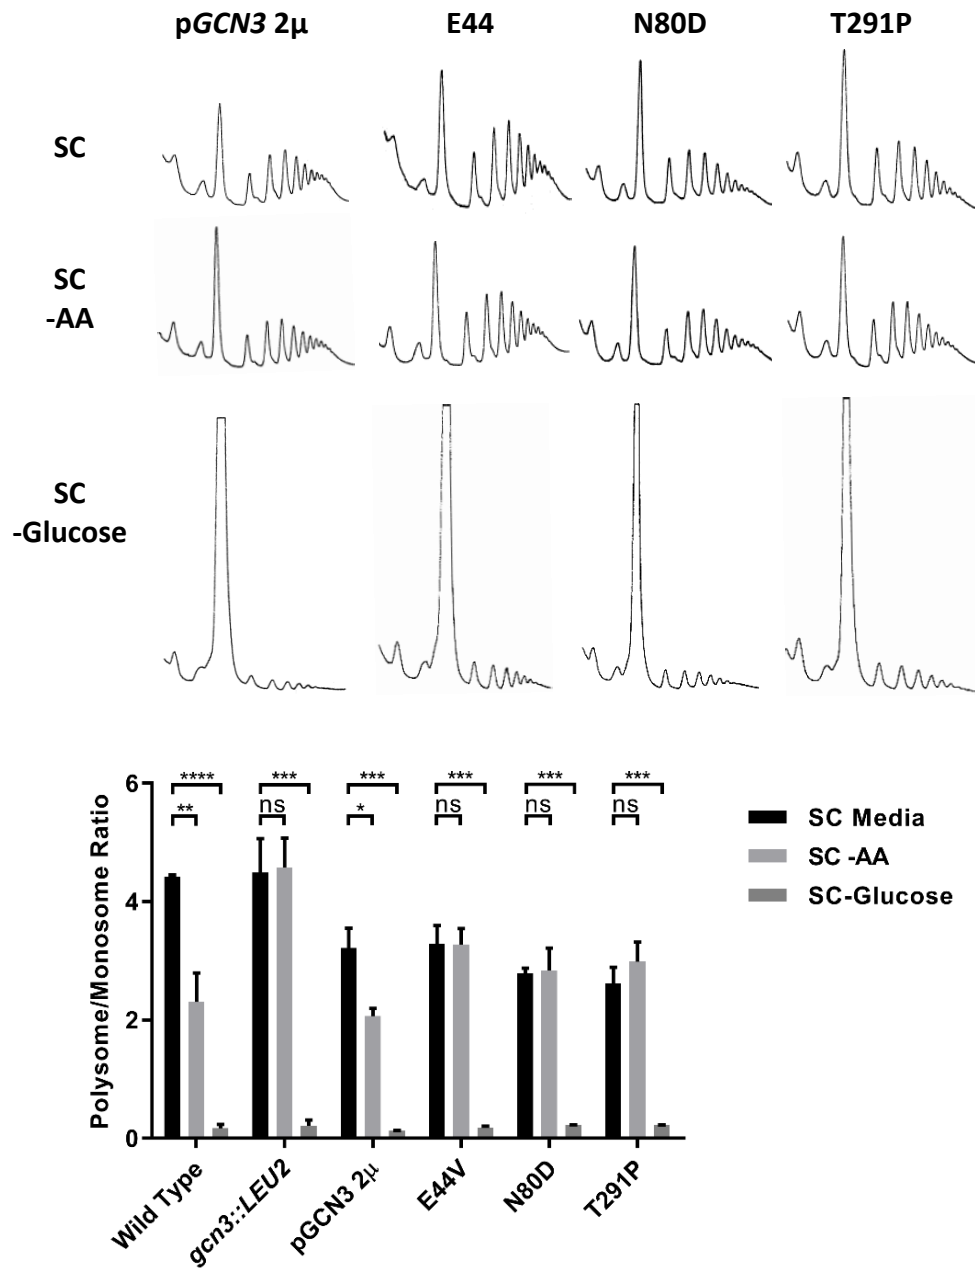 pGCN3 2μ E44 N80D T291P
SC
SC
-AA
SC
-Glucose
6
4
2
0
Polysome/Monosome Ratio
**** *** *** *** *** ***
** ns * ns ns ns
SC Media
SC -AA
SC-Glucose
Wild Type
gcn3::LEU2
pGCN3 2μ
E44V
N80D
T291P